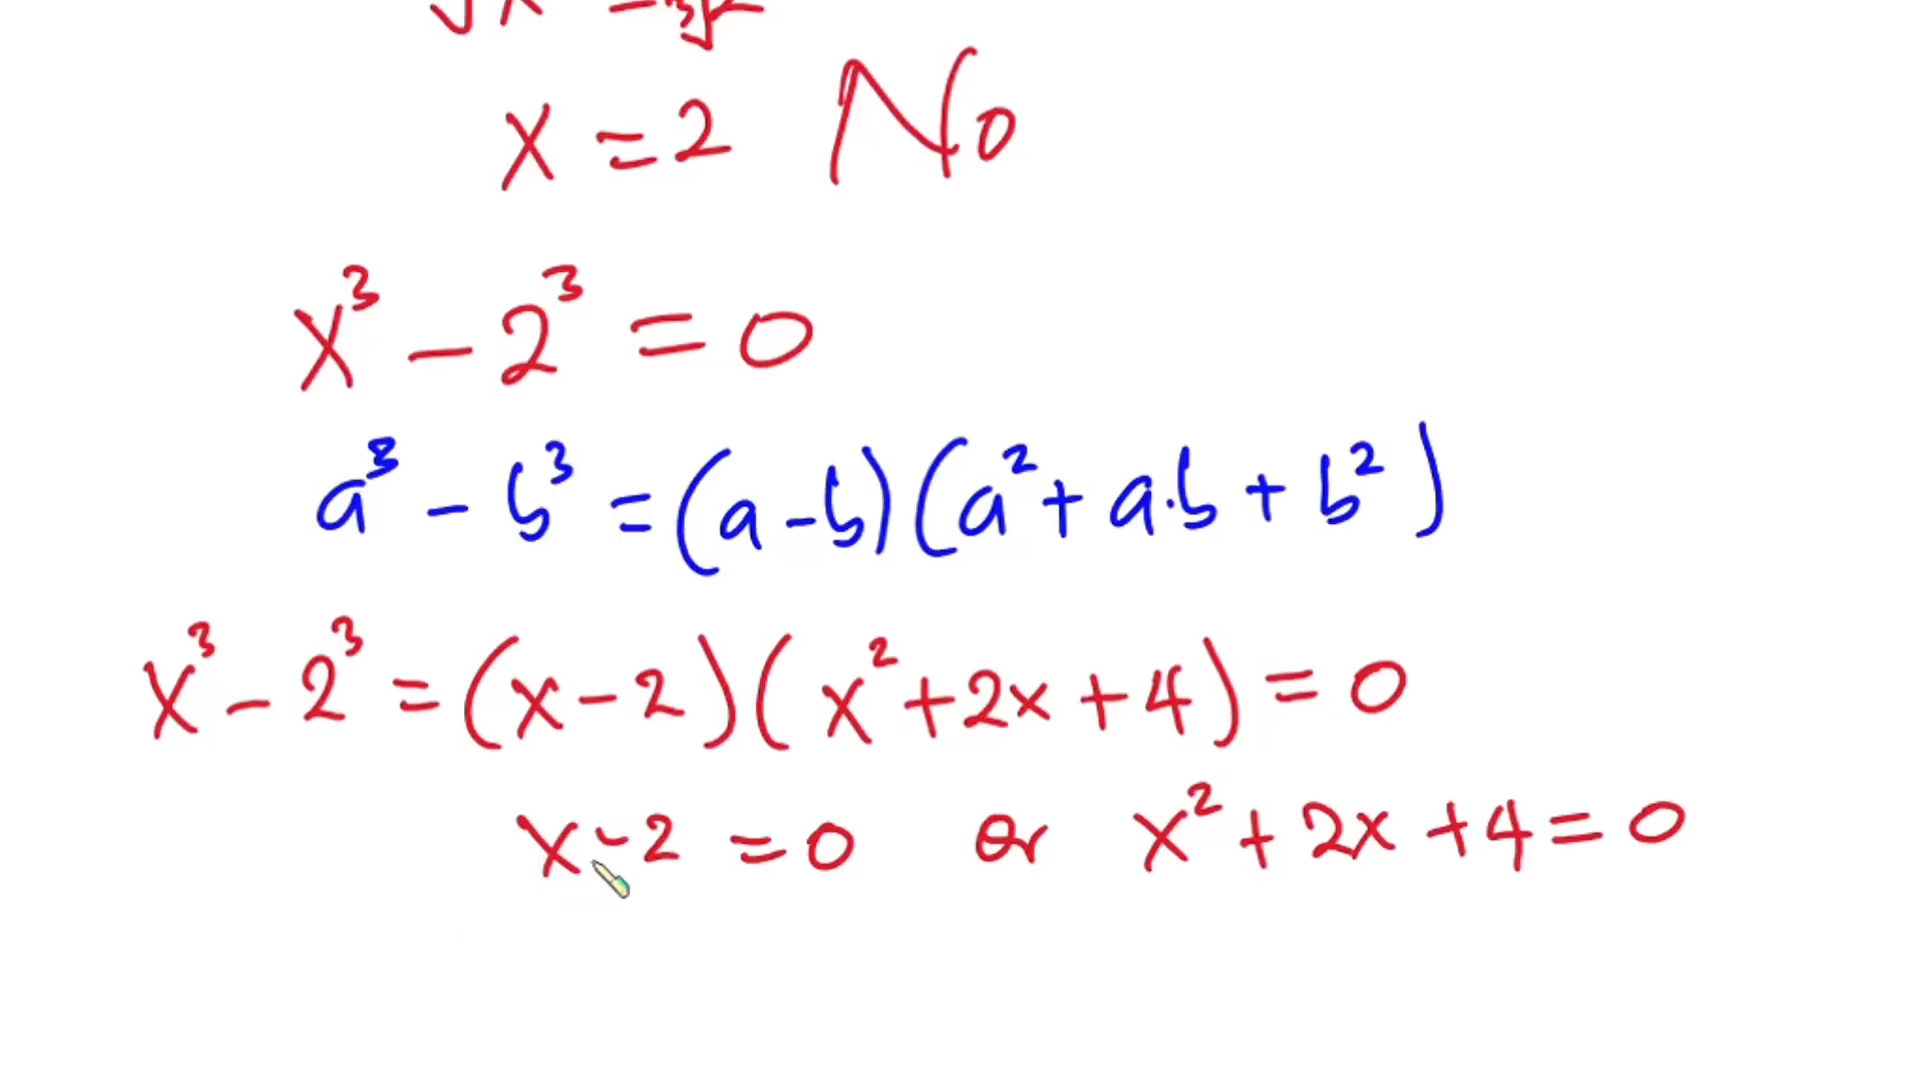 x = 2 No
x³ - 2³ = 0
a³ - b³ = (a - b)(a² + a·b + b²)
x³ - 2³ = (x - 2)(x² + 2x + 4) = 0
x - 2 = 0 or x² + 2x + 4 = 0